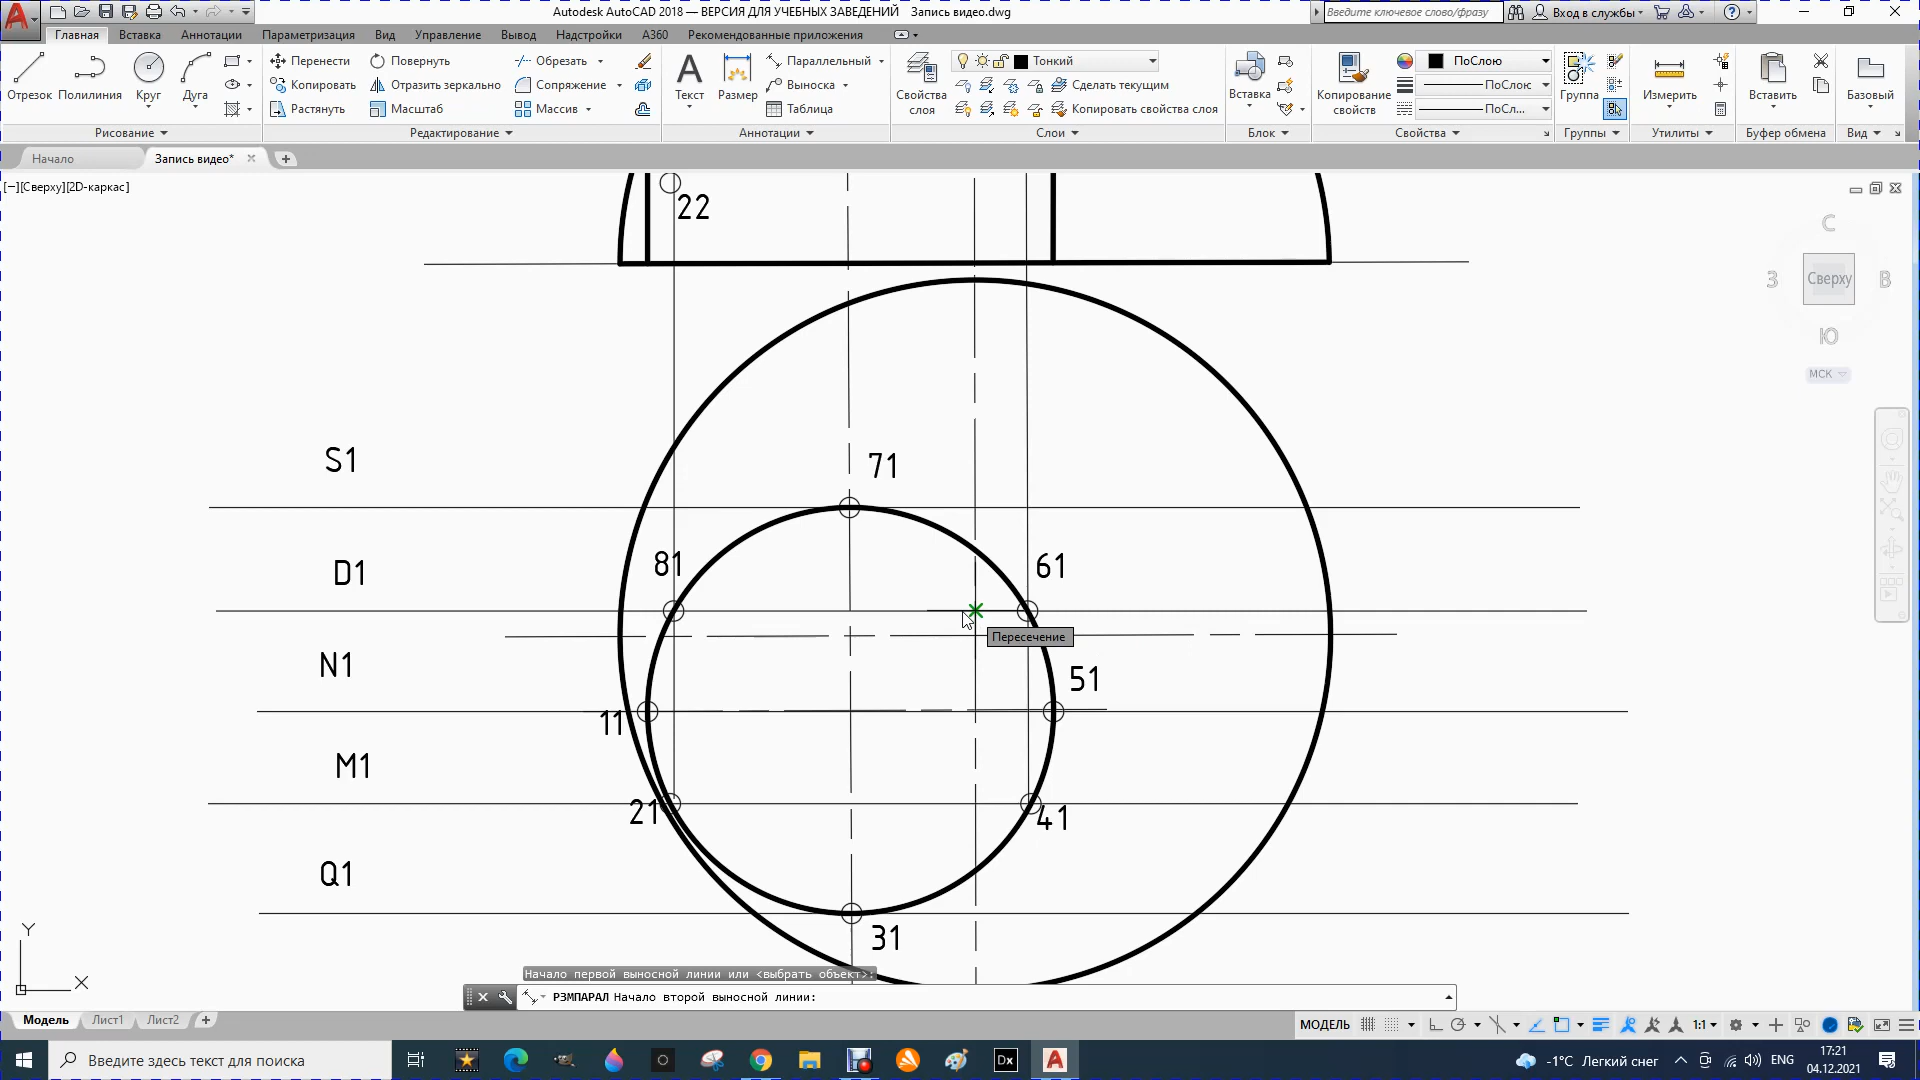 Autodesk AutoCAD 2018 — ВЕРСИЯ ДЛЯ УЧЕБНЫХ ЗАВЕДЕНИЙ Запись видео.dwg
Введите ключевое слово/фразу
Вход в службы
Главная Вставка Аннотации Параметризация Вид Управление Вывод Надстройки A360 Рекомендованные приложения
Отрезок Полилиния Круг Дуга
Перенести Повернуть Обрезать
Копировать Отразить зеркально Сопряжение
Растянуть Масштаб Массив
Текст Размер
Параллельный
Выноска
Таблица
Свойства слоя
Тонкий
Сделать текущим
Копировать свойства слоя
Вставка
Копирование свойств
ПоСлою
ПоСлою
ПоСл...
Группа
Измерить
Вставить
Базовый
Рисование Редактирование Аннотации Слои Блок Свойства Группы Утилиты Буфер обмена Вид
Начало Запись видео*
[−][Сверху][2D-каркас]
22
С
З Сверху В
Ю
МСК
S1
71
D1
81
61
Пересечение
N1
51
11
M1
21
41
Q1
31
Y
X
Начало первой выносной линии или <выбрать объект>:
РЗМПАРАЛ Начало второй выносной линии:
Модель Лист1 Лист2
МОДЕЛЬ
1:1
Введите здесь текст для поиска
Dx
-1°C Легкий снег
ENG
17:21
04.12.2021